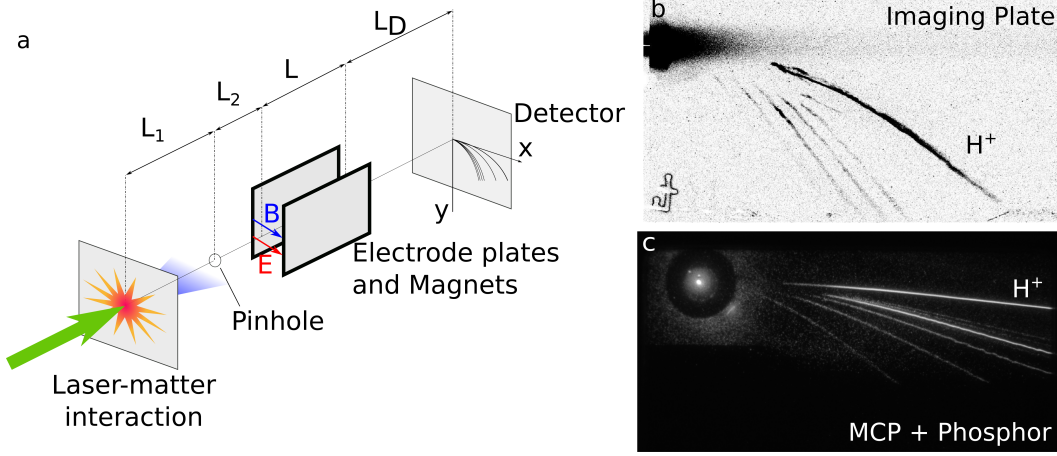 a
L1
L2
L
LD
Detector
x
y
B
E
Electrode plates
and Magnets
Pinhole
Laser-matter
interaction
b
Imaging Plate
H+
c
H+
MCP + Phosphor